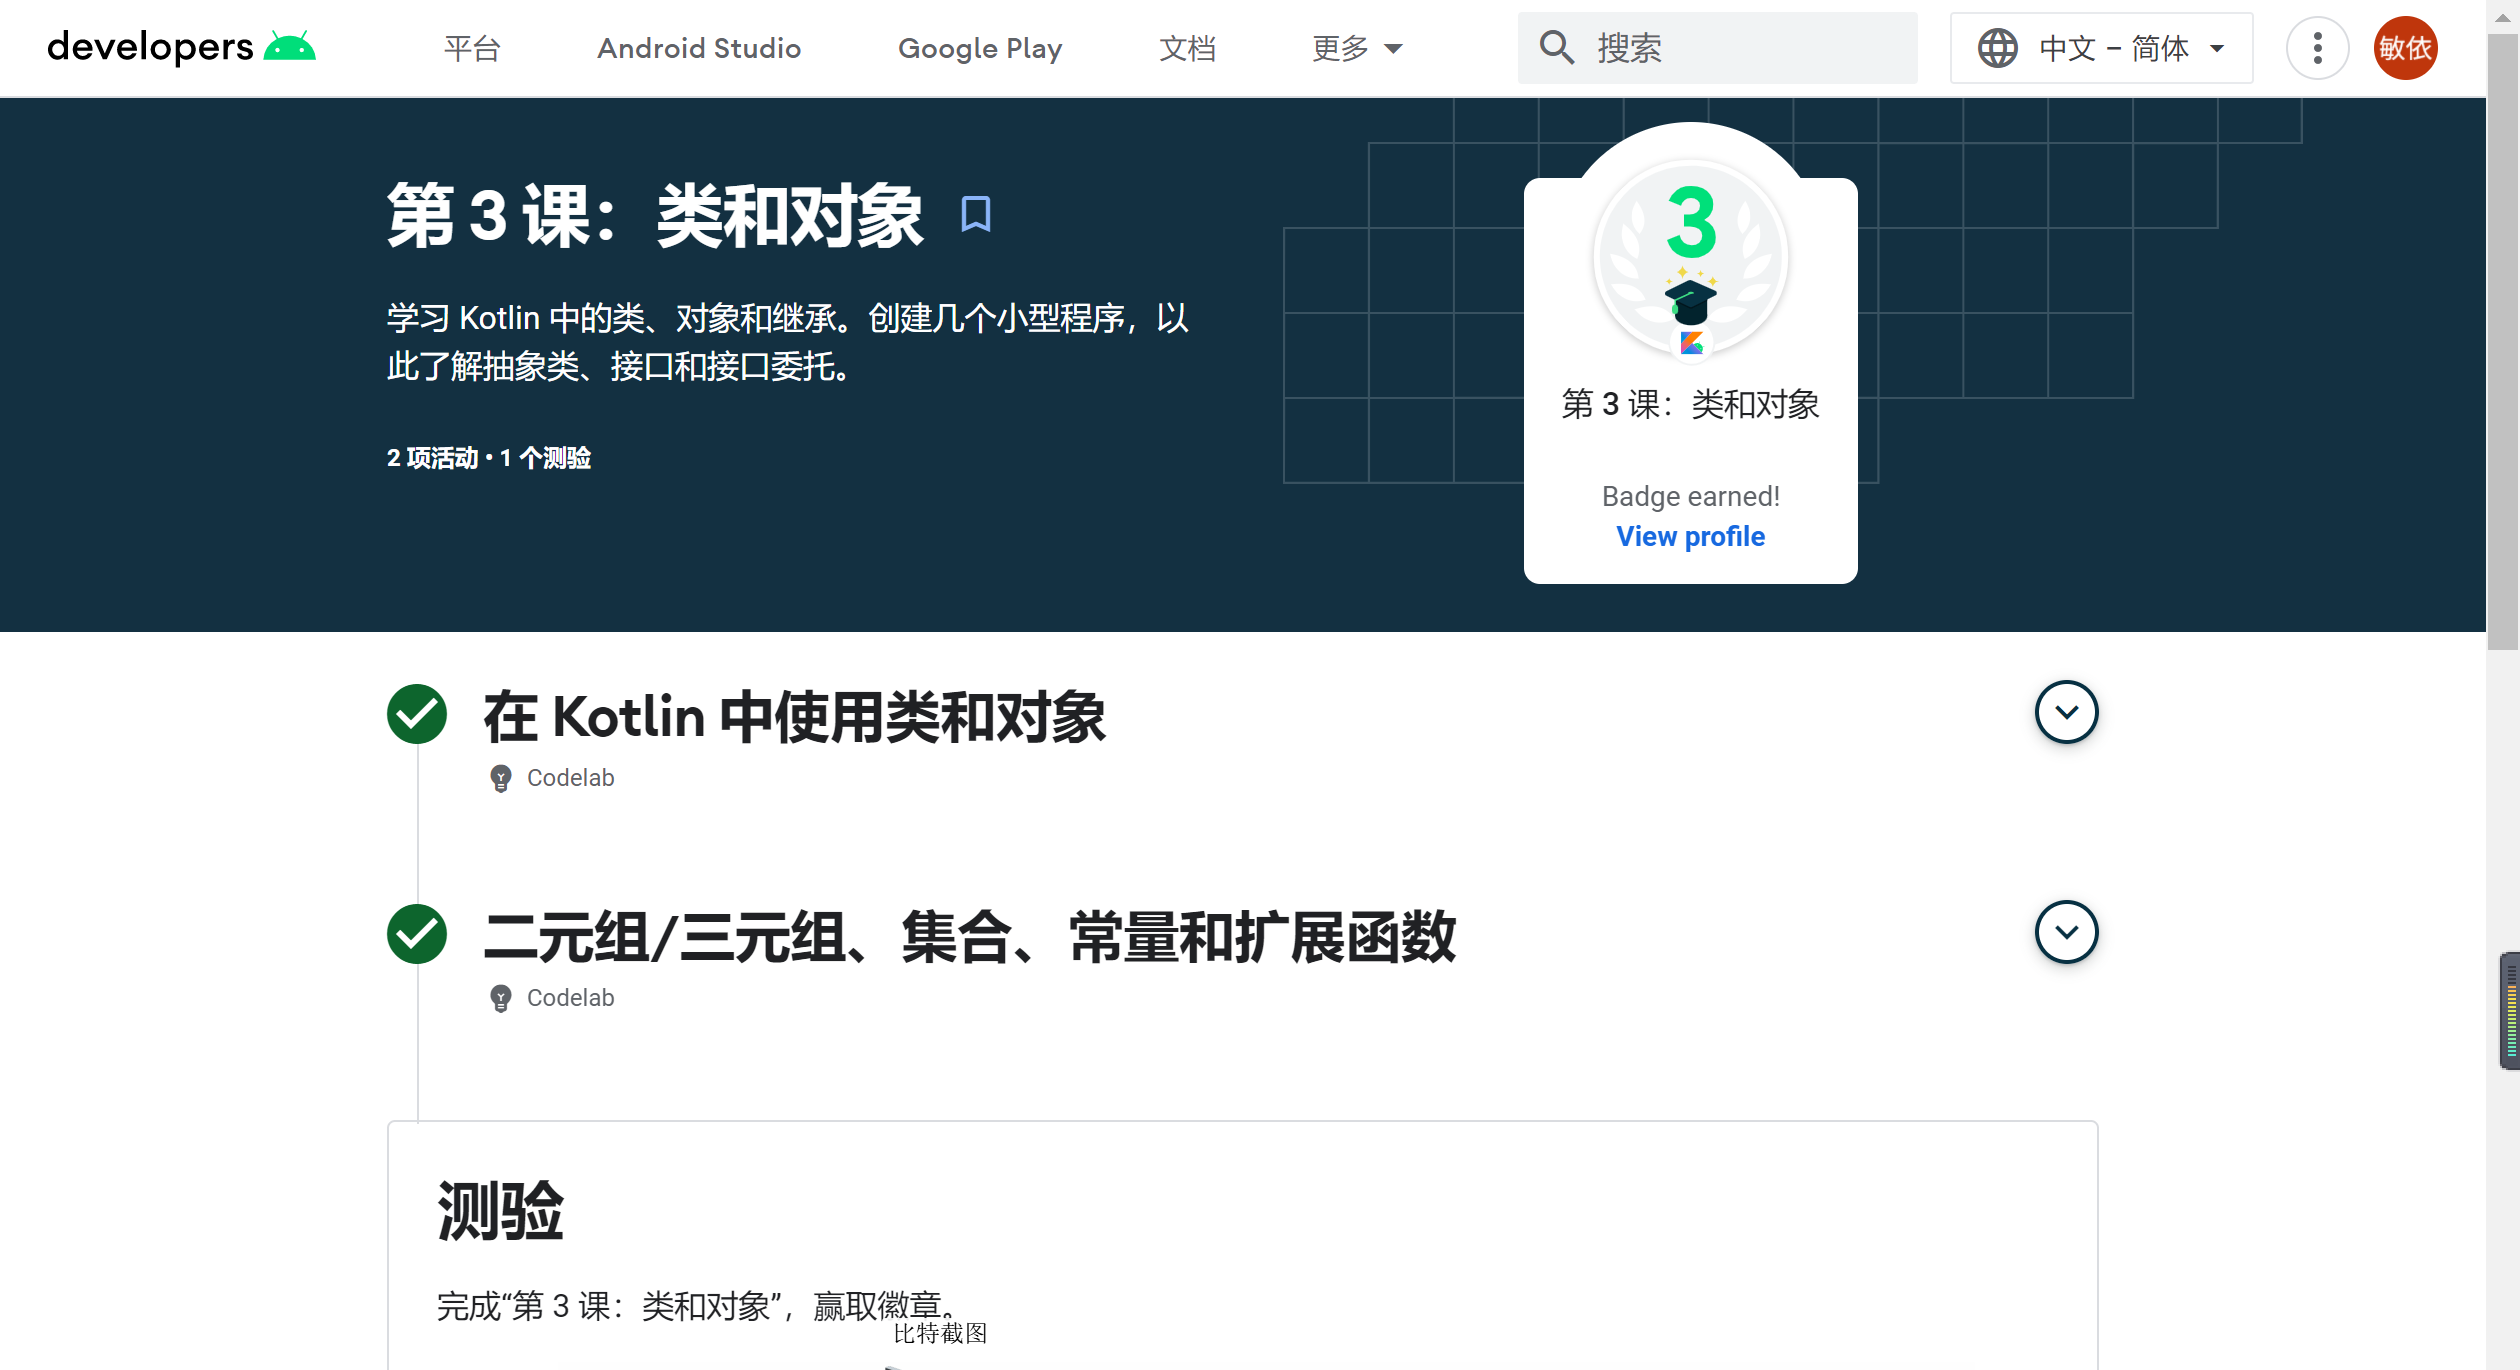 developers
平台
Android Studio
Google Play
文档
更多
搜索
中文 – 简体
敏依
第 3 课：类和对象
学习 Kotlin 中的类、对象和继承。创建几个小型程序，以
此了解抽象类、接口和接口委托。
2 项活动 • 1 个测验
3
第 3 课：类和对象
Badge earned!
View profile
在 Kotlin 中使用类和对象
Codelab
二元组/三元组、集合、常量和扩展函数
Codelab
测验
完成“第 3 课：类和对象”，赢取徽章。
比特截图